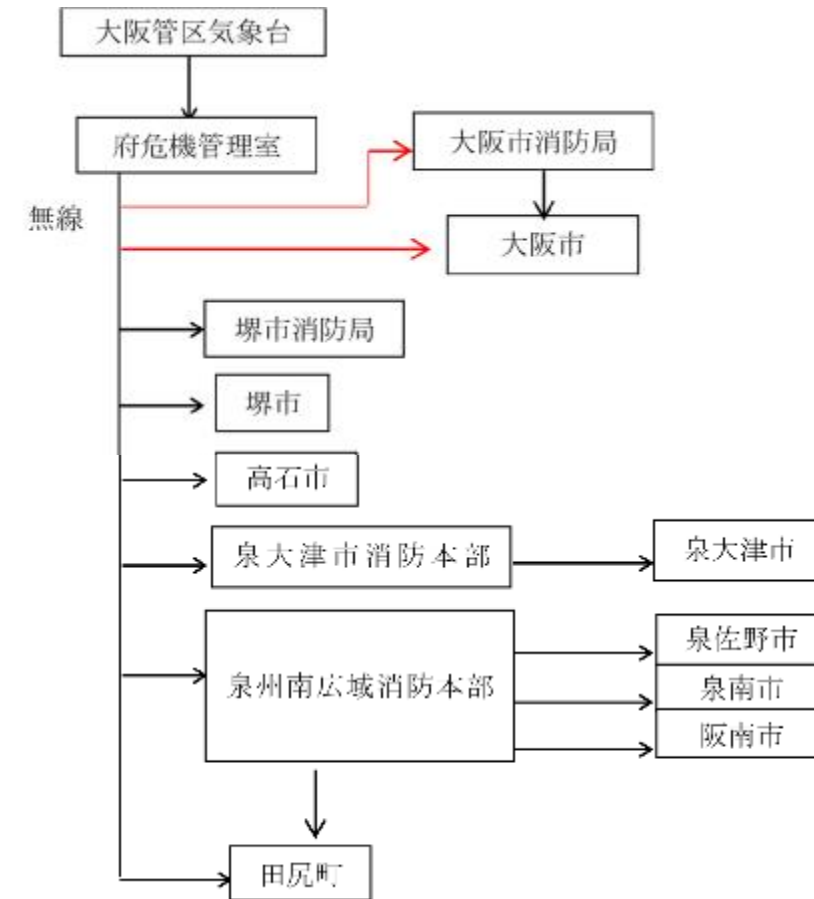 大阪管区気象台
府危機管理室
大阪市消防局
無線
大阪市
堺市消防局
堺市
高石市
泉大津市消防本部
泉大津市
泉州南広域消防本部
泉佐野市
泉南市
阪南市
田尻町